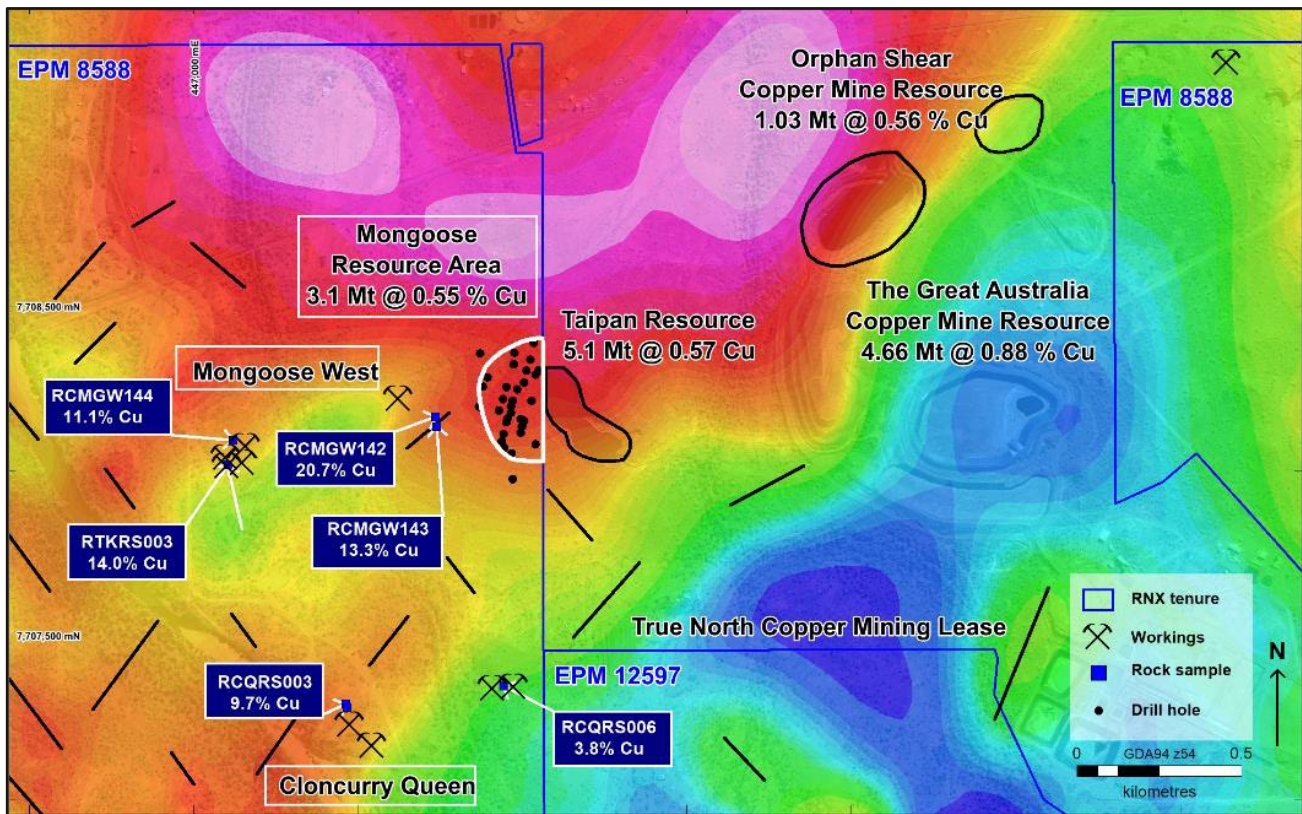 EPM 8588
447,000 mE
Orphan Shear
Copper Mine Resource
1.03 Mt @ 0.56 % Cu
EPM 8588
Mongoose
Resource Area
3.1 Mt @ 0.55 % Cu
7,708,500 mN
Taipan Resource
5.1 Mt @ 0.57 Cu
The Great Australia
Copper Mine Resource
4.66 Mt @ 0.88 % Cu
Mongoose West
RCMGW144
11.1% Cu
RCMGW142
20.7% Cu
RTKRS003
14.0% Cu
RCMGW143
13.3% Cu
7,707,500 mN
True North Copper Mining Lease
RCQRS003
9.7% Cu
EPM 12597
RCQRS006
3.8% Cu
Cloncurry Queen
RNX tenure
Workings
Rock sample
Drill hole
N
0 GDA94 z54 0.5
kilometres